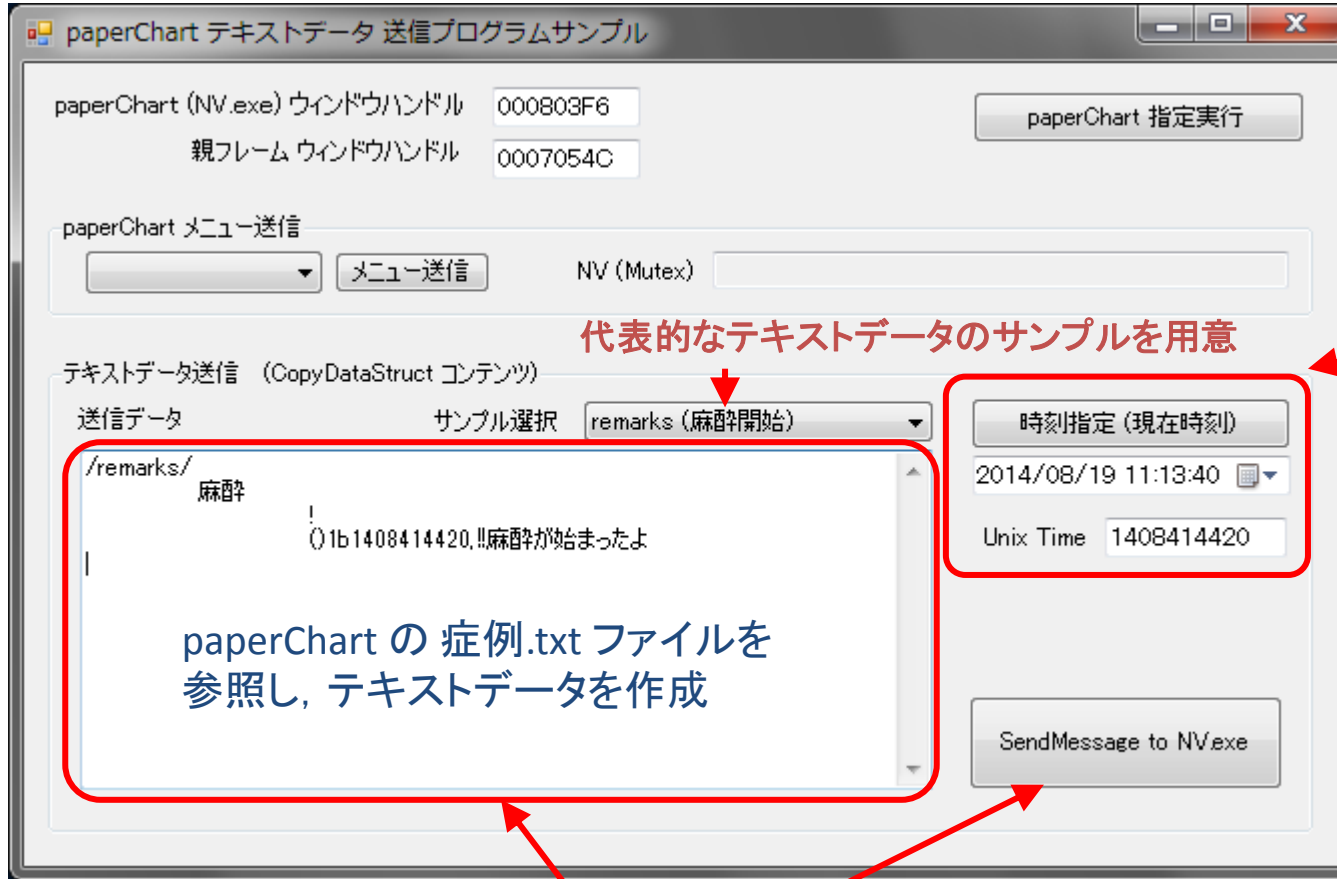 paperChart テキストデータ 送信プログラムサンプル
paperChart (NV.exe) ウィンドウハンドル 000803F6
paperChart 指定実行
親フレーム ウィンドウハンドル 0007054C
paperChart メニュー送信
メニュー送信 NV (Mutex)
代表的なテキストデータのサンプルを用意
テキストデータ送信 (CopyDataStruct コンテンツ)
送信データ サンプル選択 remarks (麻酔開始)
時刻指定 (現在時刻)
2014/08/19 11:13:40
Unix Time 1408414420
/remarks/
麻酔
!
()1b1408414420,!!麻酔が始まったよ
paperChart の 症例.txt ファイルを
参照し, テキストデータを作成
SendMessage to NV.exe